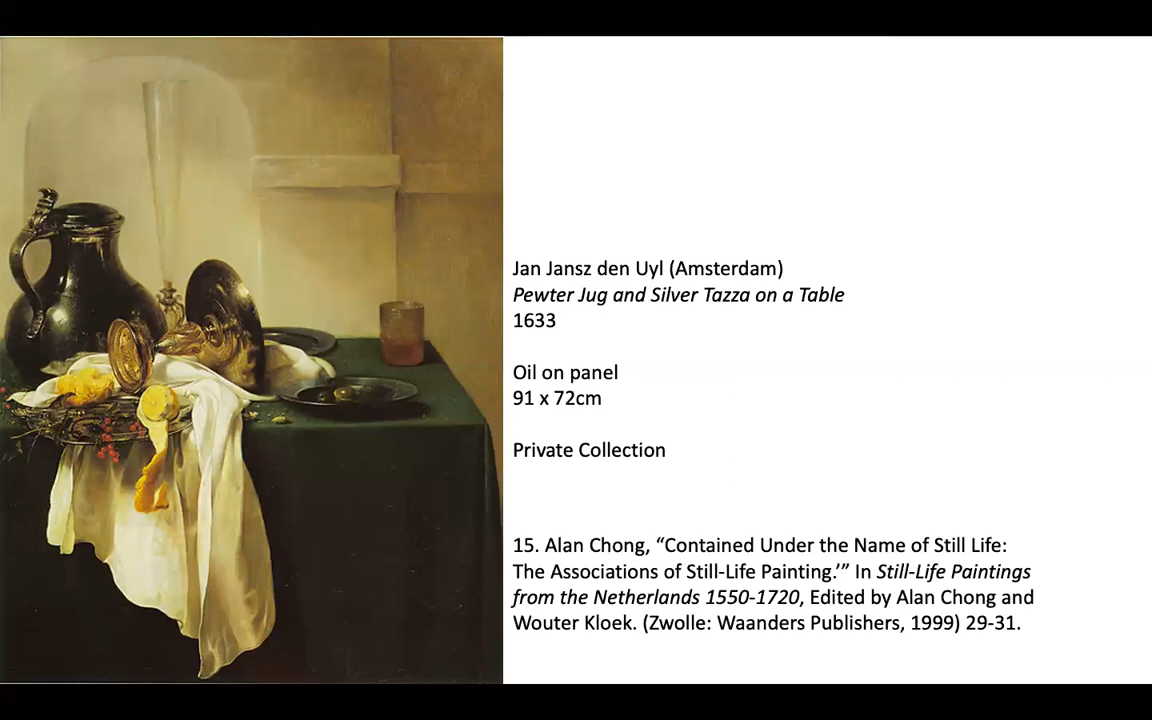 Jan Jansz den Uyl (Amsterdam)
Pewter Jug and Silver Tazza on a Table
1633
Oil on panel
91 x 72cm
Private Collection
15. Alan Chong, “Contained Under the Name of Still Life:
The Associations of Still-Life Painting.’” In Still-Life Paintings
from the Netherlands 1550-1720, Edited by Alan Chong and
Wouter Kloek. (Zwolle: Waanders Publishers, 1999) 29-31.